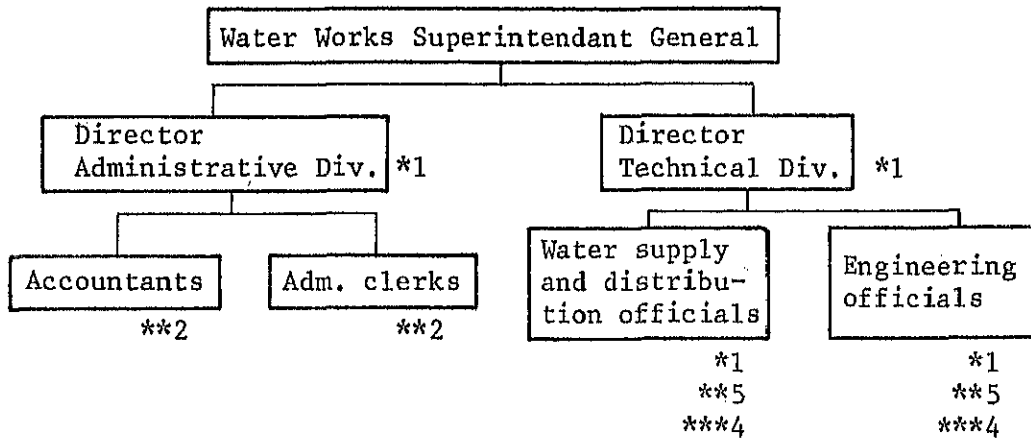 Water Works Superintendant General
Director
Administrative Div. *1
Director
Technical Div. *1
Accountants
**2
Adm. clerks
**2
Water supply
and distribu-
tion officials
*1
**5
***4
Engineering
officials
*1
**5
***4